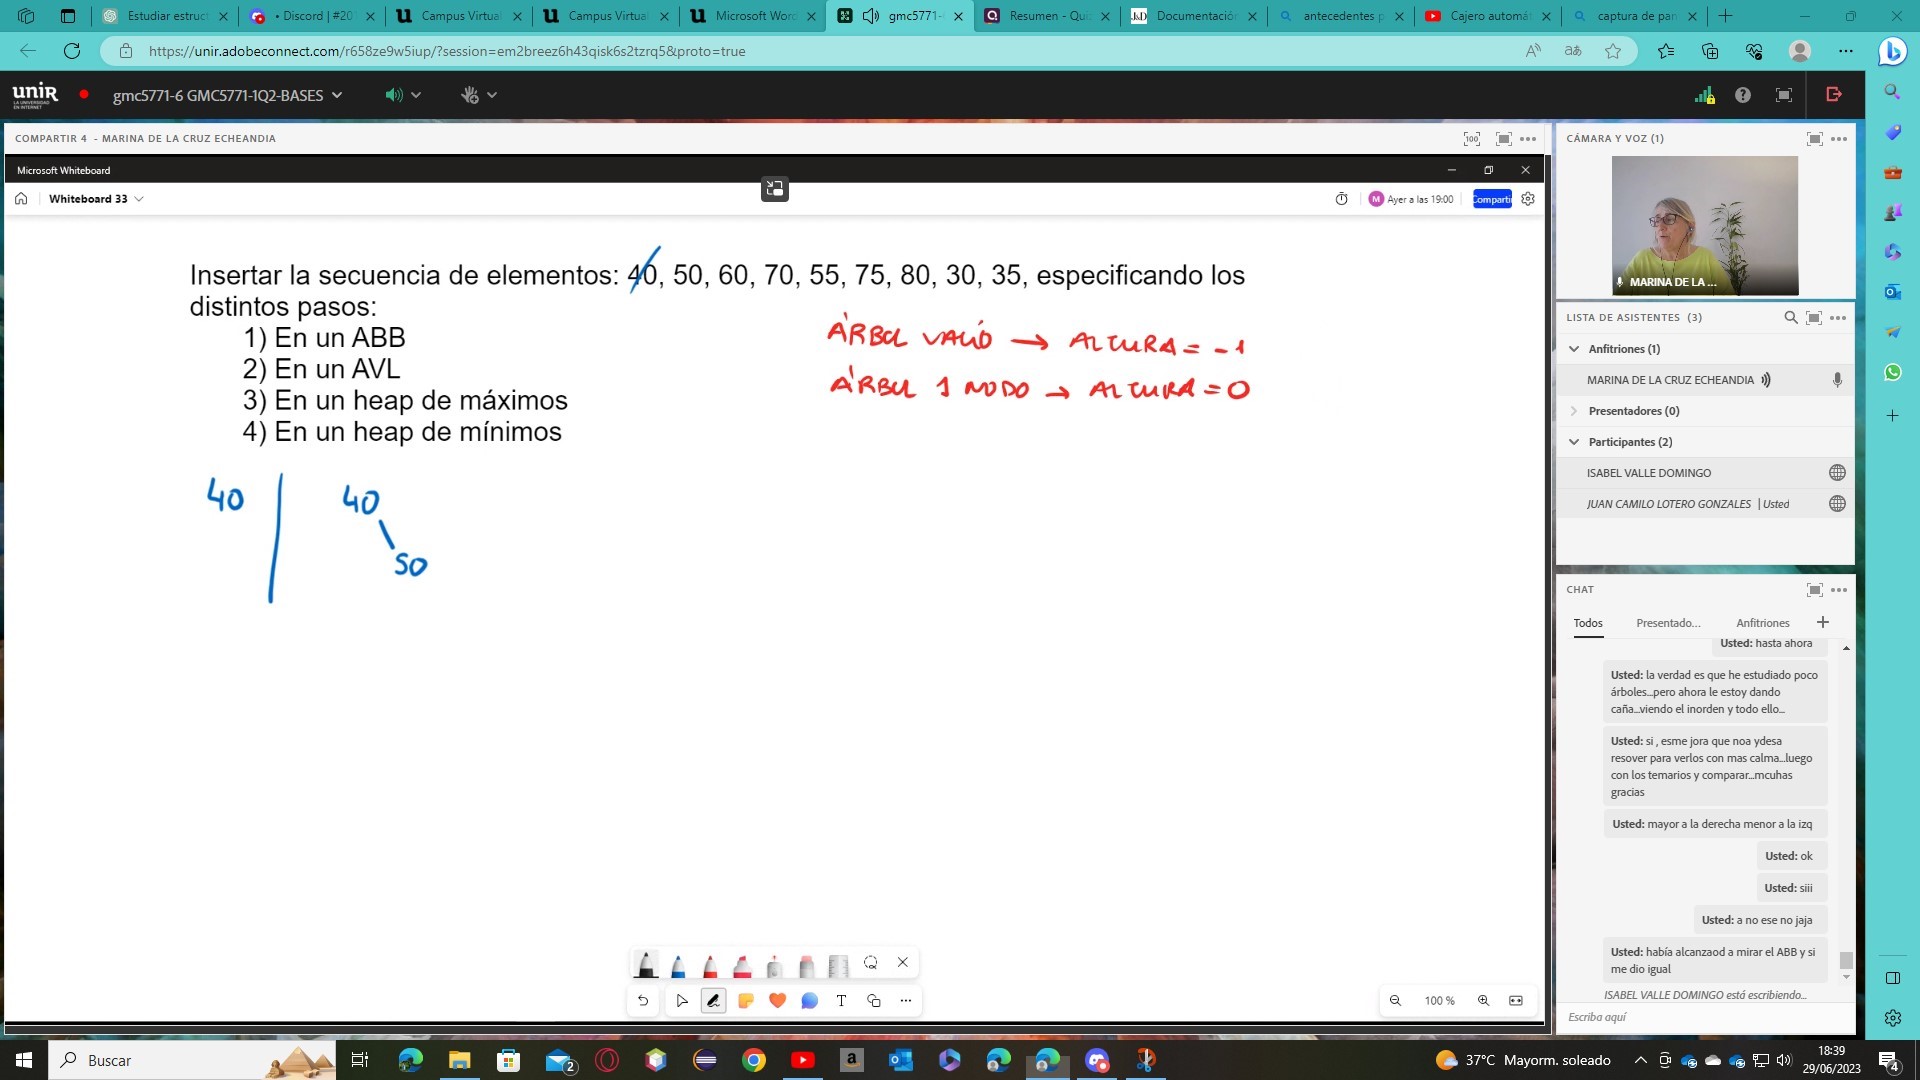 Estudiar estruct
• Discord | #20
Campus Virtual
Campus Virtual
Microsoft Word
gmc5771-
Resumen - Qui
Documentación
antecedentes p
Cajero automá
captura de pan
https://unir.adobeconnect.com/r658ze9w5iup/?session=em2breez6h43qisk6s2tzrq5&proto=true
unir
LA UNIVERSIDAD EN INTERNET
gmc5771-6 GMC5771-1Q2-BASES
COMPARTIR 4 - MARINA DE LA CRUZ ECHEANDIA
Microsoft Whiteboard
Whiteboard 33
M Ayer a las 19:00
Comparti
Insertar la secuencia de elementos: 40, 50, 60, 70, 55, 75, 80, 30, 35, especificando los
distintos pasos:
1) En un ABB
2) En un AVL
3) En un heap de máximos
4) En un heap de mínimos
ÁRBOL VACÍO → ALTURA = -1
ÁRBOL 1 NODO → ALTURA = 0
40
40
50
100 %
CÁMARA Y VOZ (1)
MARINA DE LA ...
LISTA DE ASISTENTES (3)
Anfitriones (1)
MARINA DE LA CRUZ ECHEANDIA
Presentadores (0)
Participantes (2)
ISABEL VALLE DOMINGO
JUAN CAMILO LOTERO GONZALES | Usted
CHAT
Todos
Presentado...
Anfitriones
Usted: hasta ahora
Usted: la verdad es que he estudiado poco
árboles...pero ahora le estoy dando
caña...viendo el inorden y todo ello...
Usted: si , esme jora que noa ydesa
resover para verlos con mas calma...luego
con los temarios y comparar...mcuhas
gracias
Usted: mayor a la derecha menor a la izq
Usted: ok
Usted: siii
Usted: a no ese no jaja
Usted: había alcanzaod a mirar el ABB y si
me dio igual
ISABEL VALLE DOMINGO está escribiendo...
Escriba aquí
Buscar
2
37°C Mayorm. soleado
18:39
29/06/2023
4